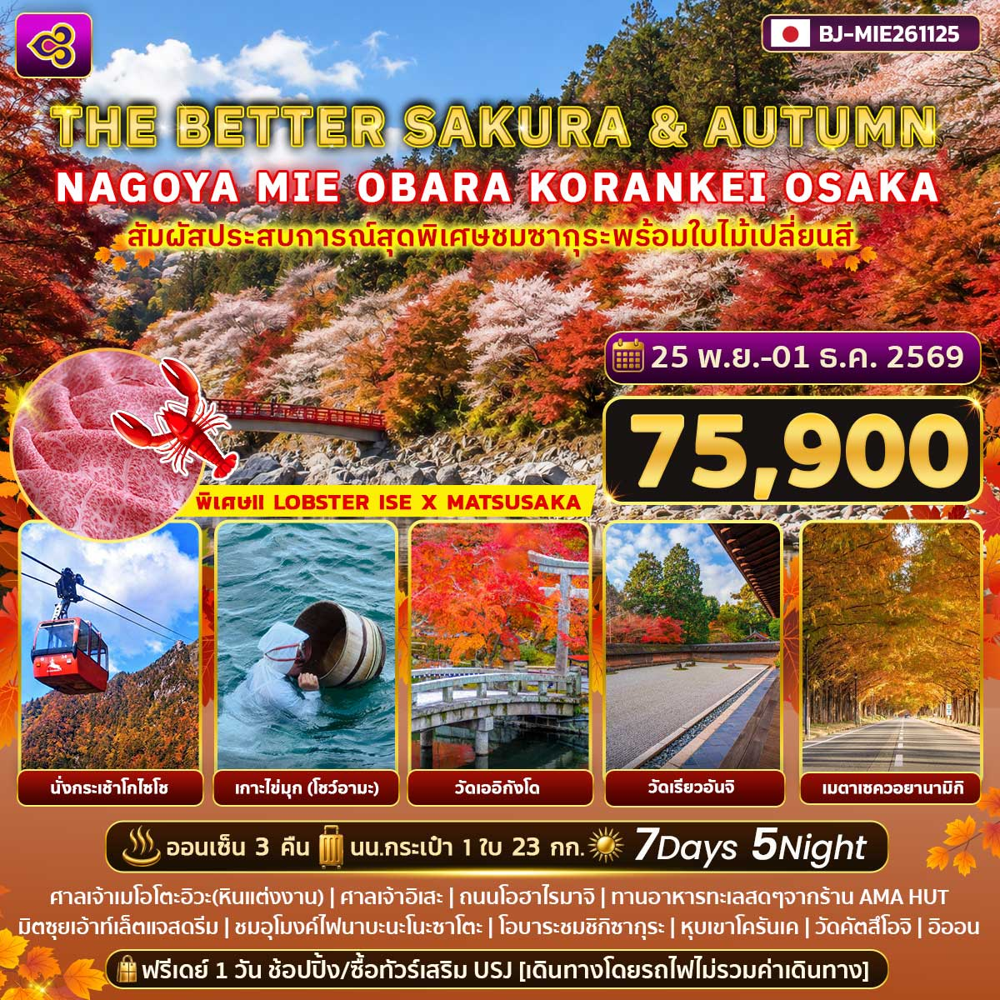 BJ-MIE261125
THE BETTER SAKURA & AUTUMN
NAGOYA MIE OBARA KORANKEI OSAKA
สัมผัสประสบการณ์สุดพิเศษชมซากุระพร้อมใบไม้เปลี่ยนสี
25 พ.ย.-01 ธ.ค. 2569
75,900
พิเศษ!! LOBSTER ISE X MATSUSAKA
นั่งกระเช้าโกไซโช
เกาะไข่มุก (โชว์อามะ)
วัดเออิกังโด
วัดเรียวอันจิ
เมตาเซควอยานามิกิ
ออนเซ็น 3 คืน นน.กระเป๋า 1 ใบ 23 กก. 7Days 5Night
ศาลเจ้าเมโอโตะอิวะ(หินแต่งงาน) | ศาลเจ้าอิเสะ | ถนนโอฮาไรมาจิ | ทานอาหารทะเลสดๆจากร้าน AMA HUT
มิตซุยเอ้าท์เล็ตแจสดรีม | ชมอุโมงค์ไฟนาบะนะโนะซาโตะ | โอบาระชมชิกิซากุระ | หุบเขาโครันเค | วัดคัตสึโอจิ | อิออน
ฟรีเดย์ 1 วัน ช้อปปิ้ง/ซื้อทัวร์เสริม USJ [เดินทางโดยรถไฟไม่รวมค่าเดินทาง]